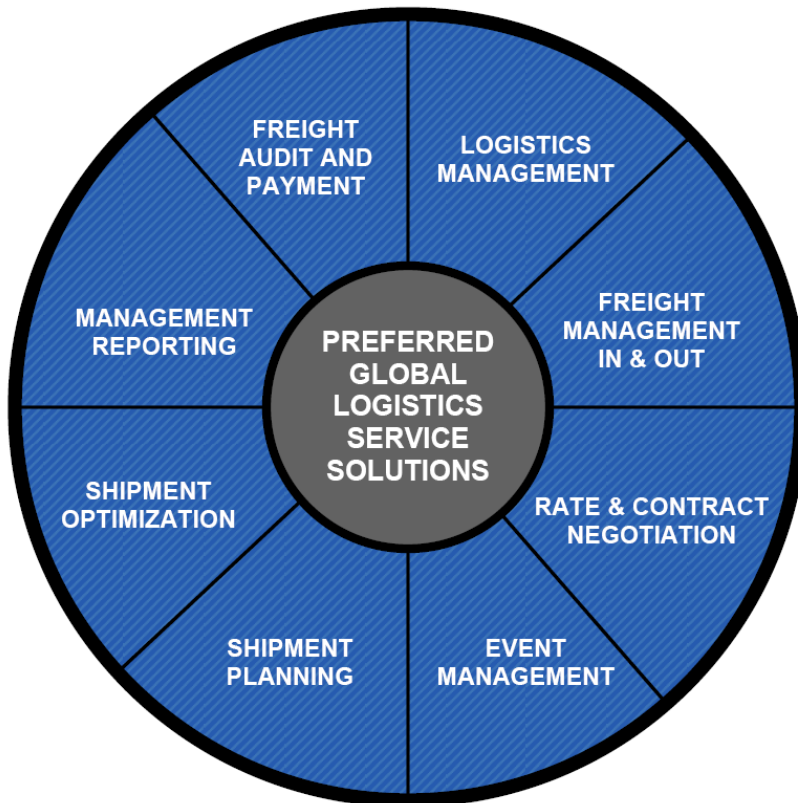 FREIGHT
AUDIT AND
PAYMENT
LOGISTICS
MANAGEMENT
FREIGHT
MANAGEMENT
IN & OUT
RATE & CONTRACT
NEGOTIATION
EVENT
MANAGEMENT
SHIPMENT
PLANNING
SHIPMENT
OPTIMIZATION
MANAGEMENT
REPORTING
PREFERRED
GLOBAL
LOGISTICS
SERVICE
SOLUTIONS